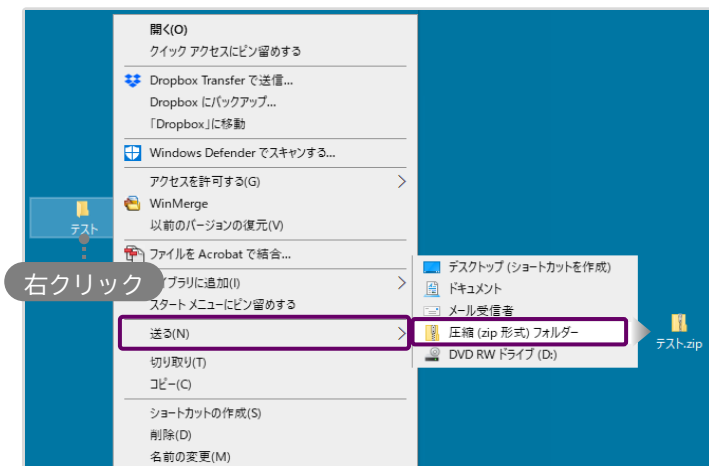 開く(O)
クイック アクセスにピン留めする
Dropbox Transfer で送信...
Dropbox にバックアップ...
「Dropbox」に移動
Windows Defender でスキャンする...
アクセスを許可する(G)
WinMerge
以前のバージョンの復元(V)
テスト
ファイルを Acrobat で結合...
右クリック
イブラリに追加(I)
スタート メニューにピン留めする
送る(N)
切り取り(T)
コピー(C)
ショートカットの作成(S)
削除(D)
名前の変更(M)
デスクトップ (ショートカットを作成)
ドキュメント
メール受信者
圧縮 (zip 形式) フォルダー
DVD RW ドライブ (D:)
テスト.zip